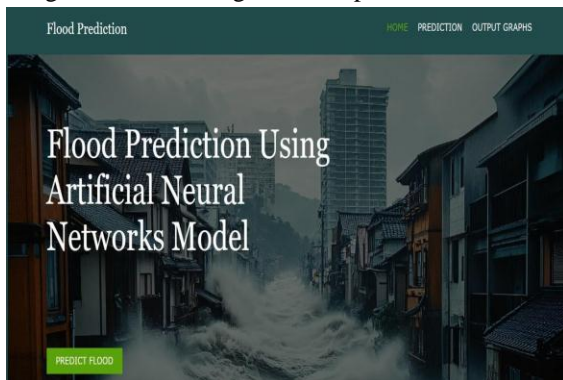 Flood Prediction
HOME PREDICTION OUTPUT GRAPHS
Flood Prediction Using
Artificial Neural
Networks Model
PREDICT FLOOD